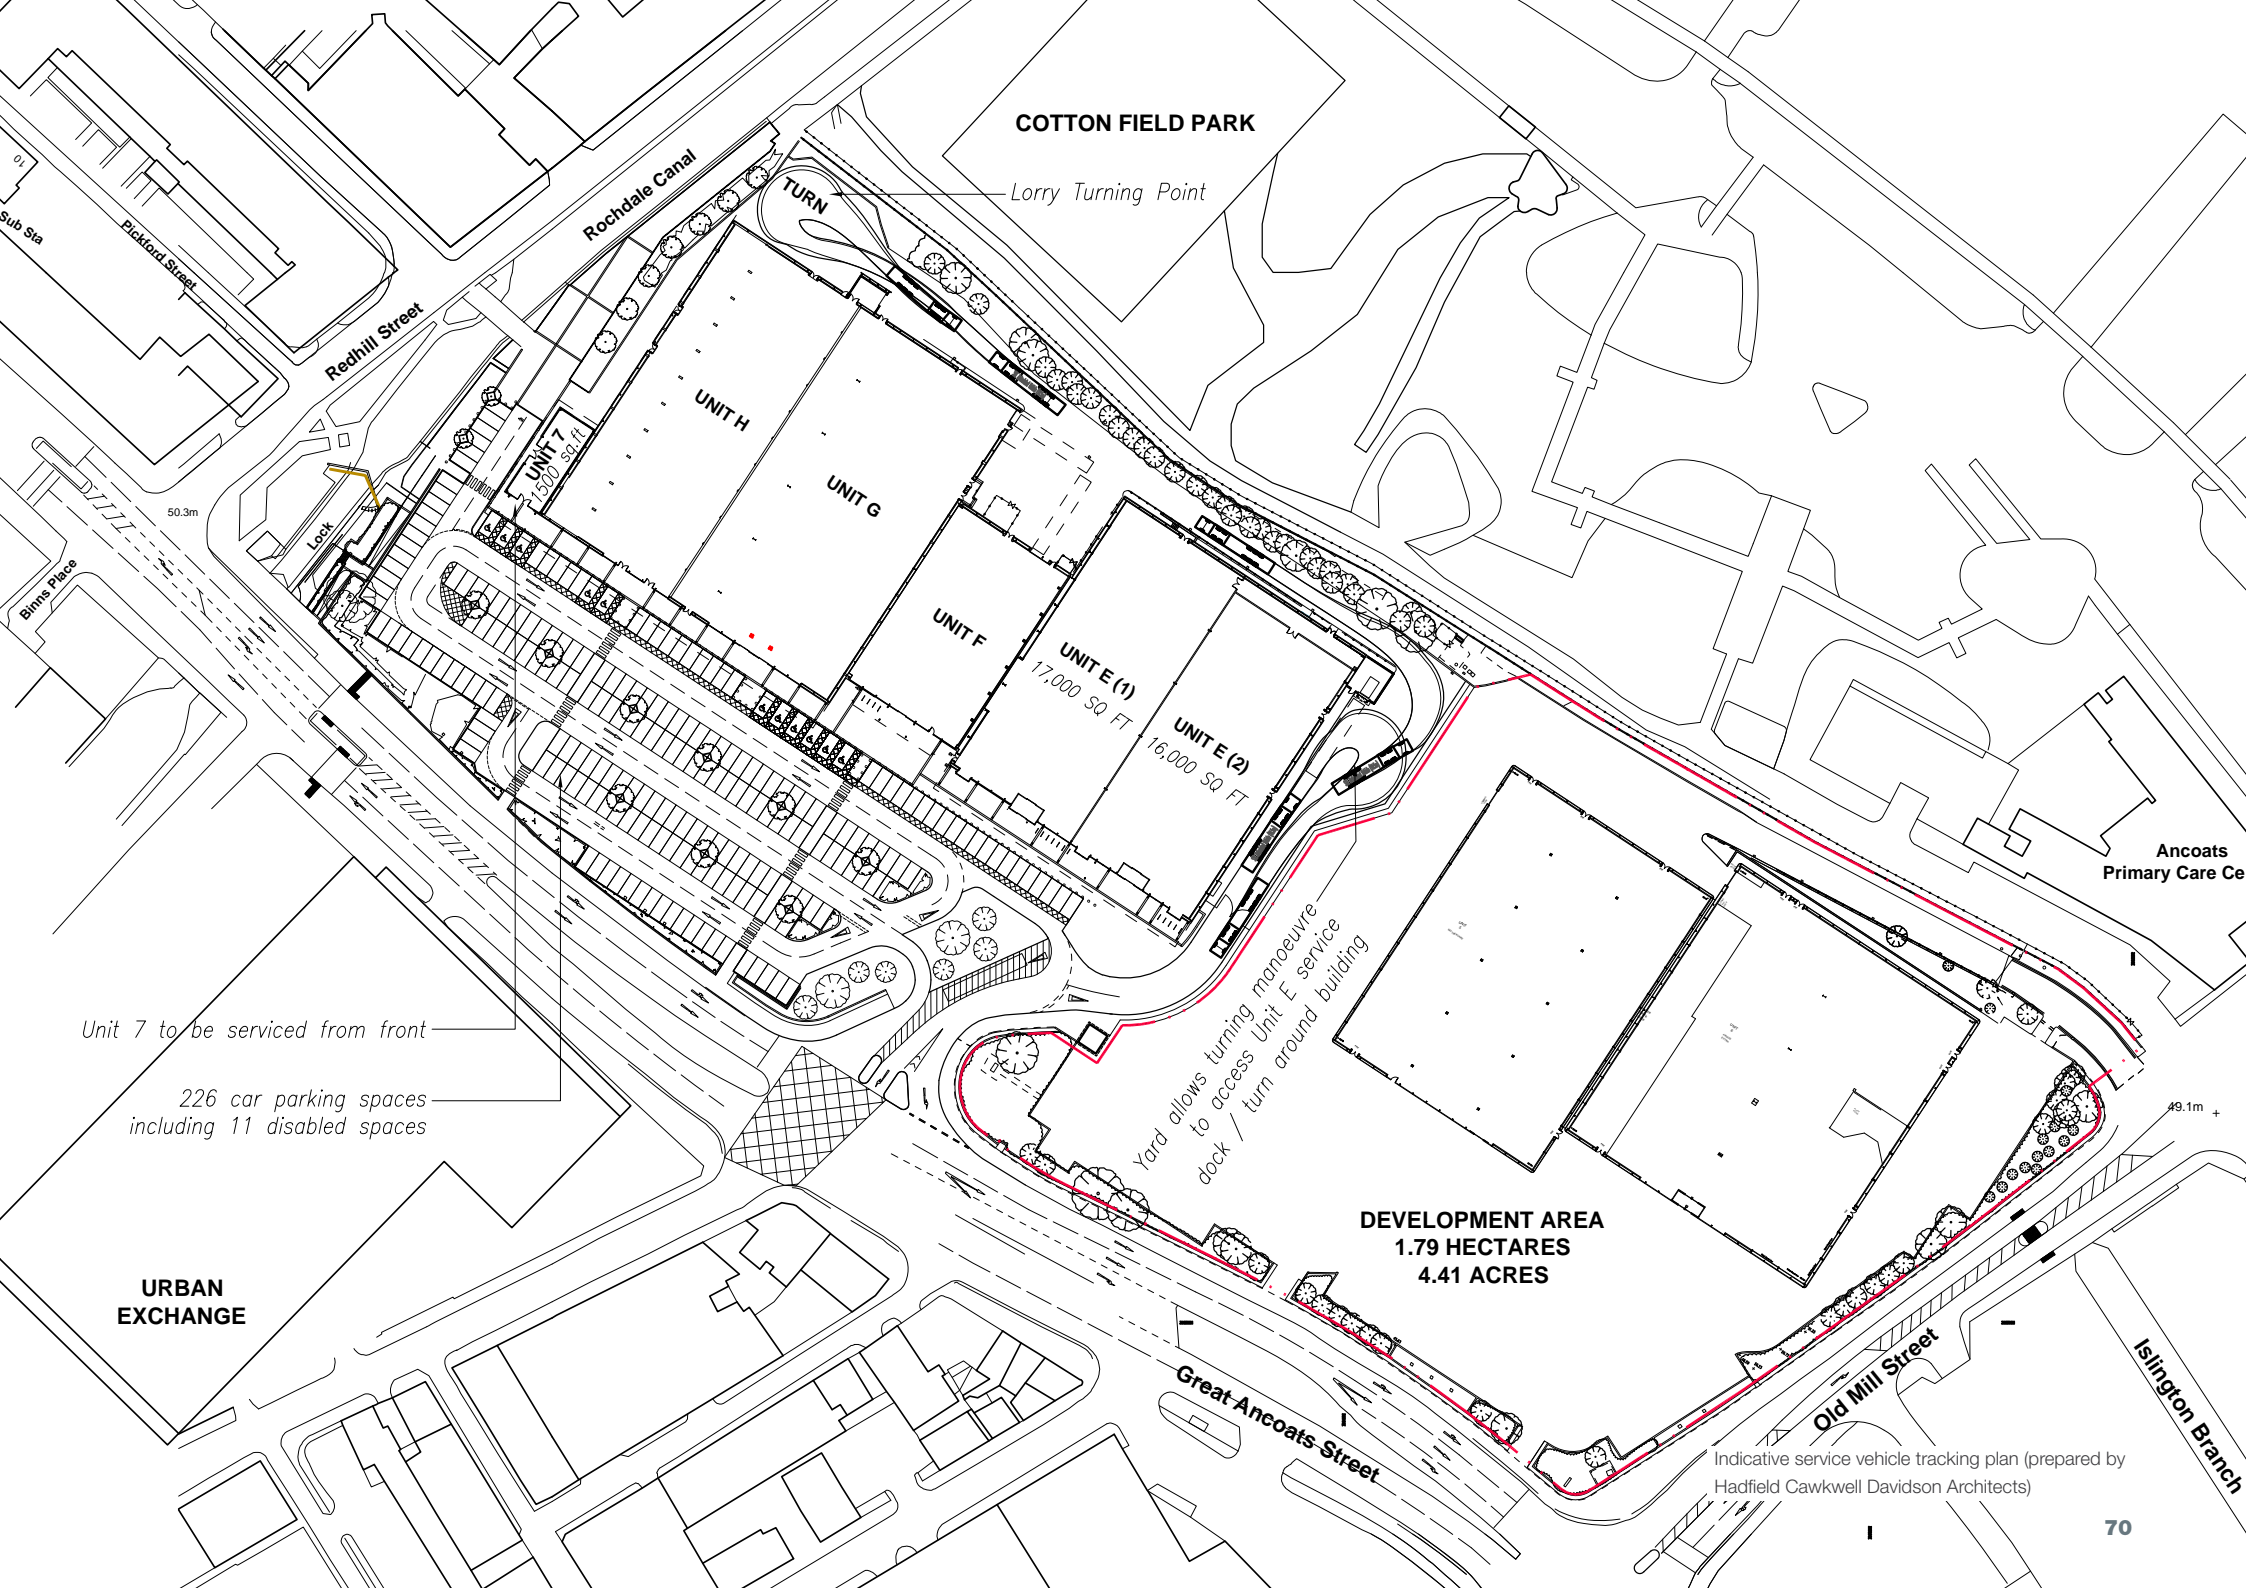 COTTON FIELD PARK
Rochdale Canal
TURN
Lorry Turning Point
10
Sub Sta
Pickford Street
Redhill Street
UNIT H
UNIT 7
1500 sq.ft
UNIT G
50.3m
Lock
Binns Place
UNIT F
UNIT E (1)
17,000 SQ FT
UNIT E (2)
16,000 SQ FT
Ancoats
Primary Care Ce
Yard allows turning manoeuvre
to access Unit E service
dock / turn around building
Unit 7 to be serviced from front
226 car parking spaces
including 11 disabled spaces
49.1m
DEVELOPMENT AREA
1.79 HECTARES
4.41 ACRES
URBAN
EXCHANGE
Great Ancoats Street
Old Mill Street
Islington Branch
Indicative service vehicle tracking plan (prepared by
Hadfield Cawkwell Davidson Architects)
70